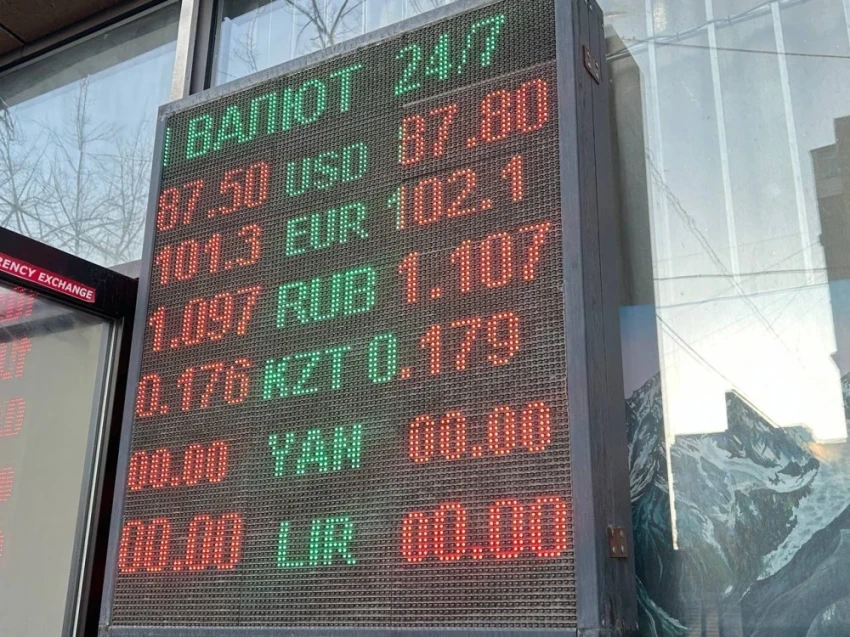 ВАЛЮТ 24/7
87.50 USD 87.80
101.3 EUR 102.1
1.097 RUB 1.107
0.176 KZT 0.179
00.00 YAN 00.00
00.00 LIR 00.00
EXCHANGE